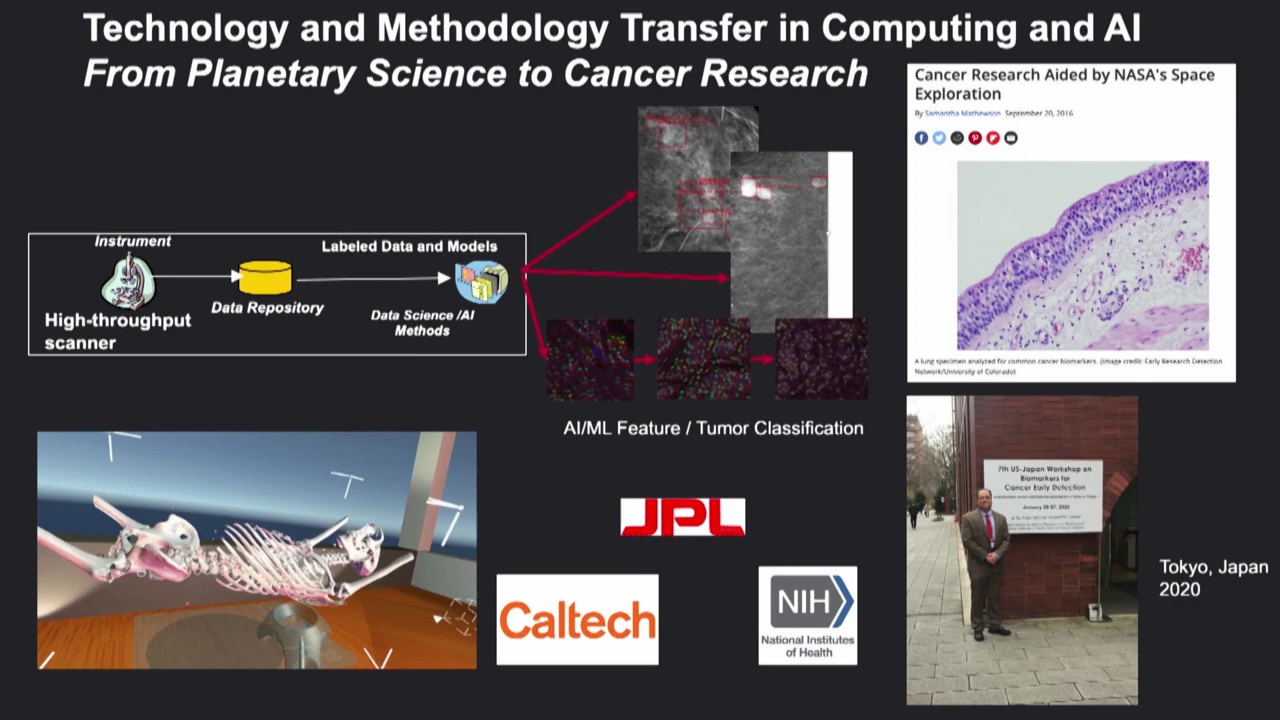 Technology and Methodology Transfer in Computing and AI
From Planetary Science to Cancer Research
Cancer Research Aided by NASA's Space
Exploration
By Samantha Mathewson September 20, 2016
Instrument
Labeled Data and Models
Data Repository
High-throughput
scanner
Data Science /AI
Methods
A lung specimen analyzed for common cancer biomarkers. (Image credit: Early Research Detection
Network/University of Colorado)
AI/ML Feature / Tumor Classification
JPL
Caltech
NIH
National Institutes
of Health
7th US-Japan Workshop on
Biomarkers for
Cancer Early Detection
Tokyo, Japan
2020